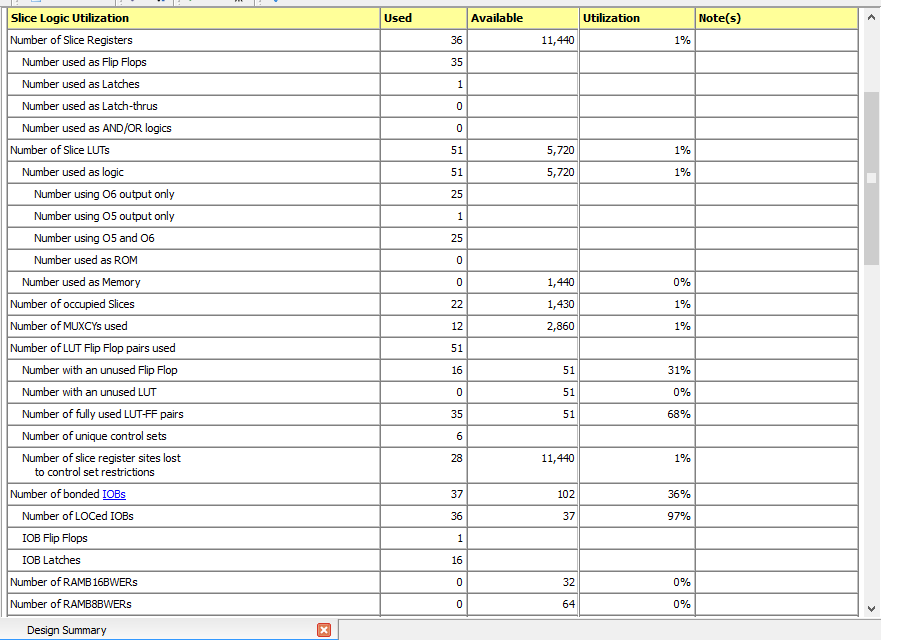 Slice Logic Utilization Used Available Utilization Note(s)
Number of Slice Registers 36 11,440 1%
Number used as Flip Flops 35
Number used as Latches 1
Number used as Latch-thrus 0
Number used as AND/OR logics 0
Number of Slice LUTs 51 5,720 1%
Number used as logic 51 5,720 1%
Number using O6 output only 25
Number using O5 output only 1
Number using O5 and O6 25
Number used as ROM 0
Number used as Memory 0 1,440 0%
Number of occupied Slices 22 1,430 1%
Number of MUXCYs used 12 2,860 1%
Number of LUT Flip Flop pairs used 51
Number with an unused Flip Flop 16 51 31%
Number with an unused LUT 0 51 0%
Number of fully used LUT-FF pairs 35 51 68%
Number of unique control sets 6
Number of slice register sites lost 28 11,440 1%
to control set restrictions
Number of bonded IOBs 37 102 36%
Number of LOCed IOBs 36 37 97%
IOB Flip Flops 1
IOB Latches 16
Number of RAMB16BWERs 0 32 0%
Number of RAMB8BWERs 0 64 0%
Design Summary